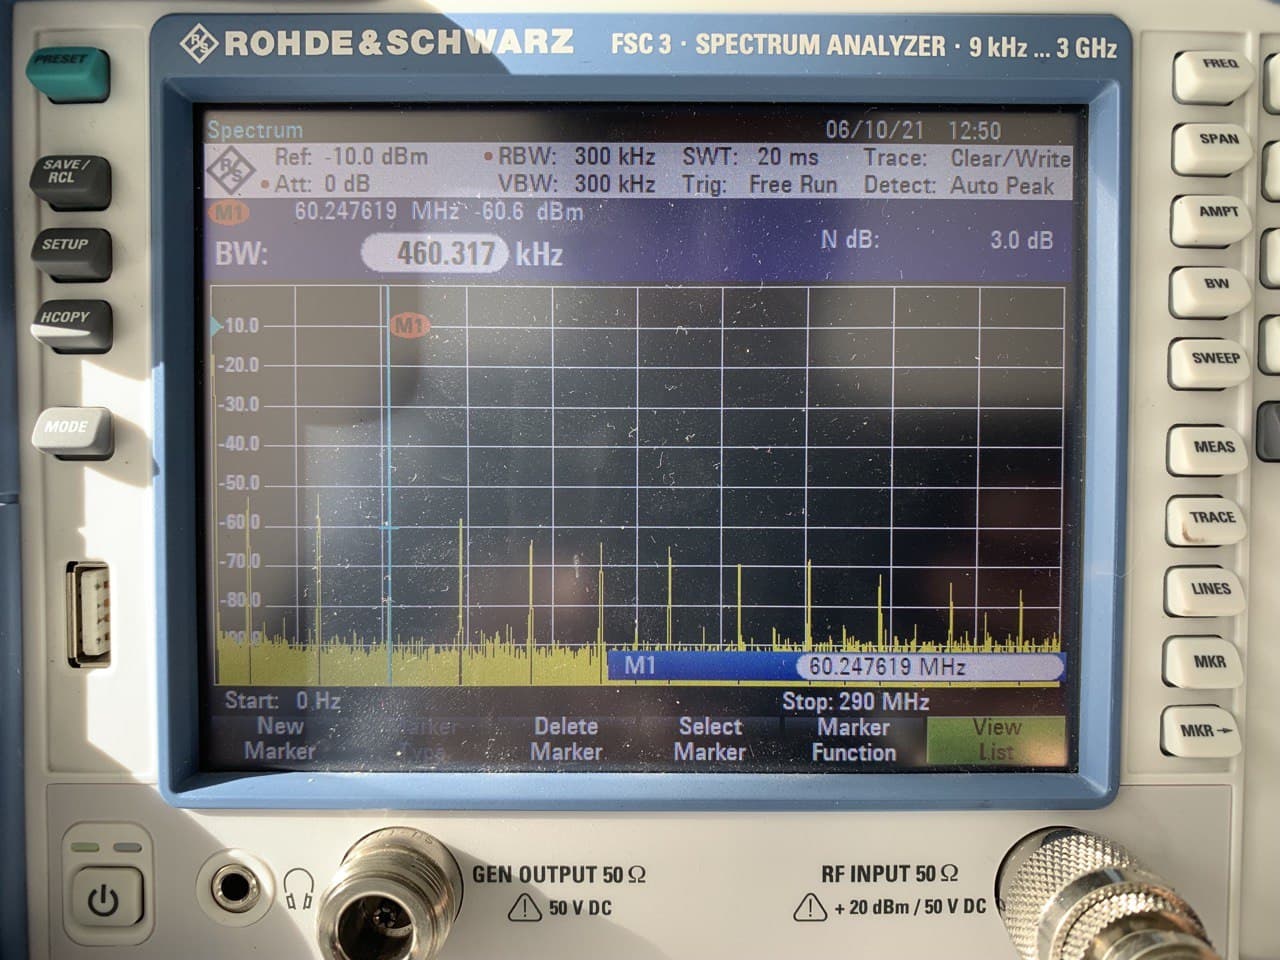 ROHDE&SCHWARZ FSC 3 · SPECTRUM ANALYZER · 9 kHz ... 3 GHz
PRESET
SAVE/
RCL
SETUP
HCOPY
MODE
Spectrum 06/10/21 12:50
Ref: -10.0 dBm RBW: 300 kHz SWT: 20 ms Trace: Clear/Write
Att: 0 dB VBW: 300 kHz Trig: Free Run Detect: Auto Peak
M1 60.247619 MHz -60.6 dBm
BW: 460.317 kHz N dB: 3.0 dB
M1
-10.0
-20.0
-30.0
-40.0
-50.0
-60.0
-70.0
-80.0
-90.0
M1 60.247619 MHz
Start: 0 Hz Stop: 290 MHz
New
Marker
Marker
Type
Delete
Marker
Select
Marker
Marker
Function
View
List
FREQ
SPAN
AMPT
BW
SWEEP
MEAS
TRACE
LINES
MKR
MKR→
GEN OUTPUT 50 Ω
50 V DC
RF INPUT 50 Ω
+ 20 dBm / 50 V DC